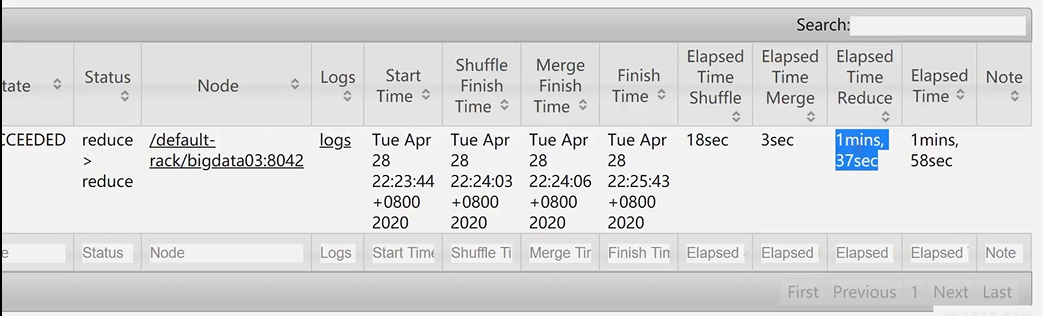 Search:
tate Status Node Logs Start Time Shuffle Finish Time Merge Finish Time Finish Time Elapsed Time Shuffle Elapsed Time Merge Elapsed Time Reduce Elapsed Time Note
CCEEDED reduce > reduce /default-rack/bigdata03:8042 logs Tue Apr 28 22:23:44 +0800 2020 Tue Apr 28 22:24:03 +0800 2020 Tue Apr 28 22:24:06 +0800 2020 Tue Apr 28 22:25:43 +0800 2020 18sec 3sec 1mins, 37sec 1mins, 58sec
e Status Node Logs Start Time Shuffle Ti Merge Tir Finish Tim Elapsed Elapsed Elapsed Elapsed Note
First Previous 1 Next Last